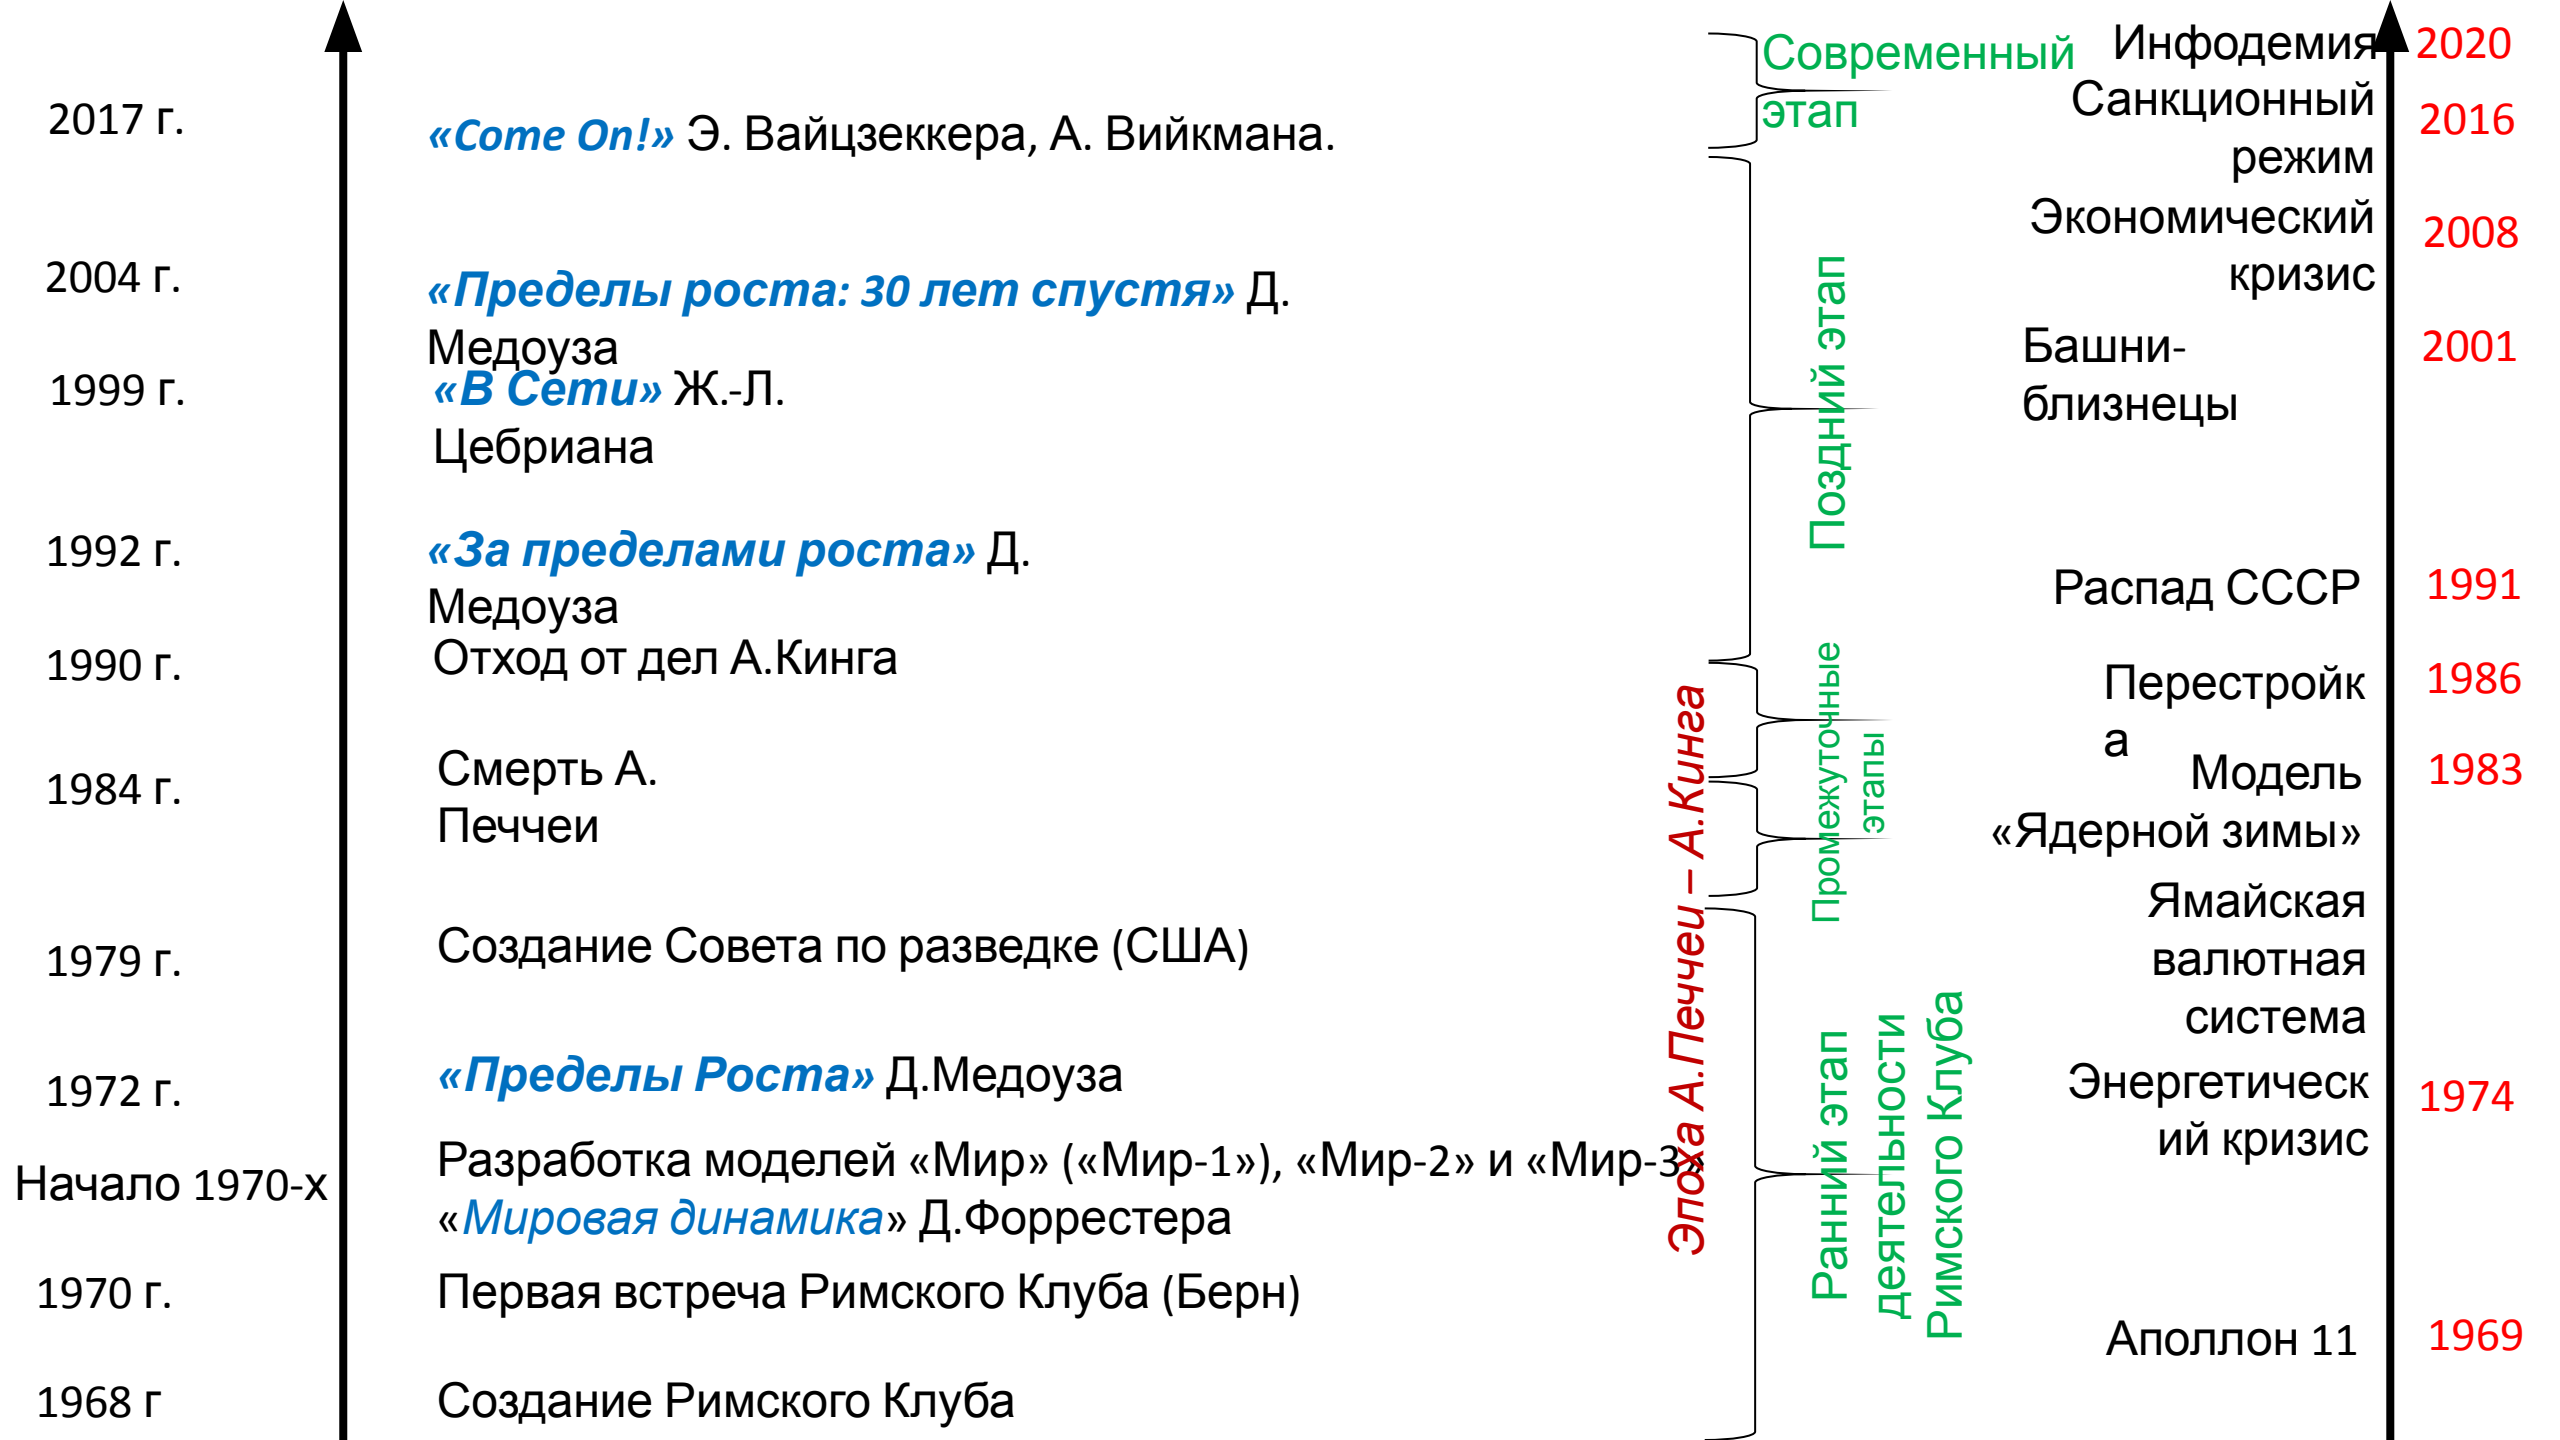 2017 г.
«Come On!» Э. Вайцзеккера, А. Вийкмана.
2004 г.
«Пределы роста: 30 лет спустя» Д.
Медоуза
1999 г.
«В Сети» Ж.-Л.
Цебриана
1992 г.
«За пределами роста» Д.
Медоуза
1990 г.
Отход от дел А.Кинга
1984 г.
Смерть А.
Печчеи
1979 г.
Создание Совета по разведке (США)
1972 г.
«Пределы Роста» Д.Медоуза
Начало 1970-х
Разработка моделей «Мир» («Мир-1»), «Мир-2» и «Мир-3»
«Мировая динамика» Д.Форрестера
1970 г.
Первая встреча Римского Клуба (Берн)
1968 г
Создание Римского Клуба
Эпоха А.Печчеи – А.Кинга
Современный
этап
Поздний этап
Промежуточные
этапы
Ранний этап
деятельности
Римского Клуба
Инфодемия
2020
Санкционный
режим
2016
Экономический
кризис
2008
Башни-
близнецы
2001
Распад СССР
1991
Перестройк
а
1986
Модель
«Ядерной зимы»
1983
Ямайская
валютная
система
Энергетическ
ий кризис
1974
Аполлон 11
1969